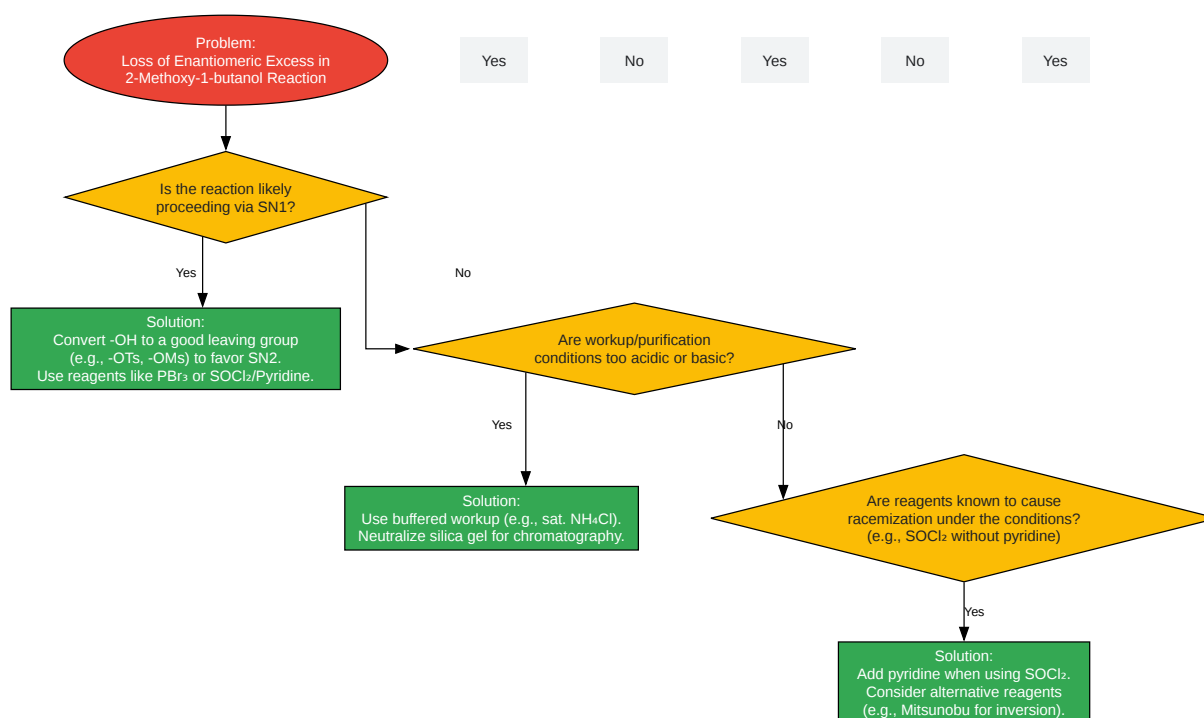 Problem:
Loss of Enantiomeric Excess in
2-Methoxy-1-butanol Reaction
Yes
No
Yes
No
Yes
Is the reaction likely
proceeding via SN1?
Yes
No
Solution:
Convert -OH to a good leaving group
(e.g., -OTs, -OMs) to favor SN2.
Use reagents like PBr₃ or SOCl₂/Pyridine.
Are workup/purification
conditions too acidic or basic?
Yes
No
Solution:
Use buffered workup (e.g., sat. NH₄Cl).
Neutralize silica gel for chromatography.
Are reagents known to cause
racemization under the conditions?
(e.g., SOCl₂ without pyridine)
Yes
Solution:
Add pyridine when using SOCl₂.
Consider alternative reagents
(e.g., Mitsunobu for inversion).